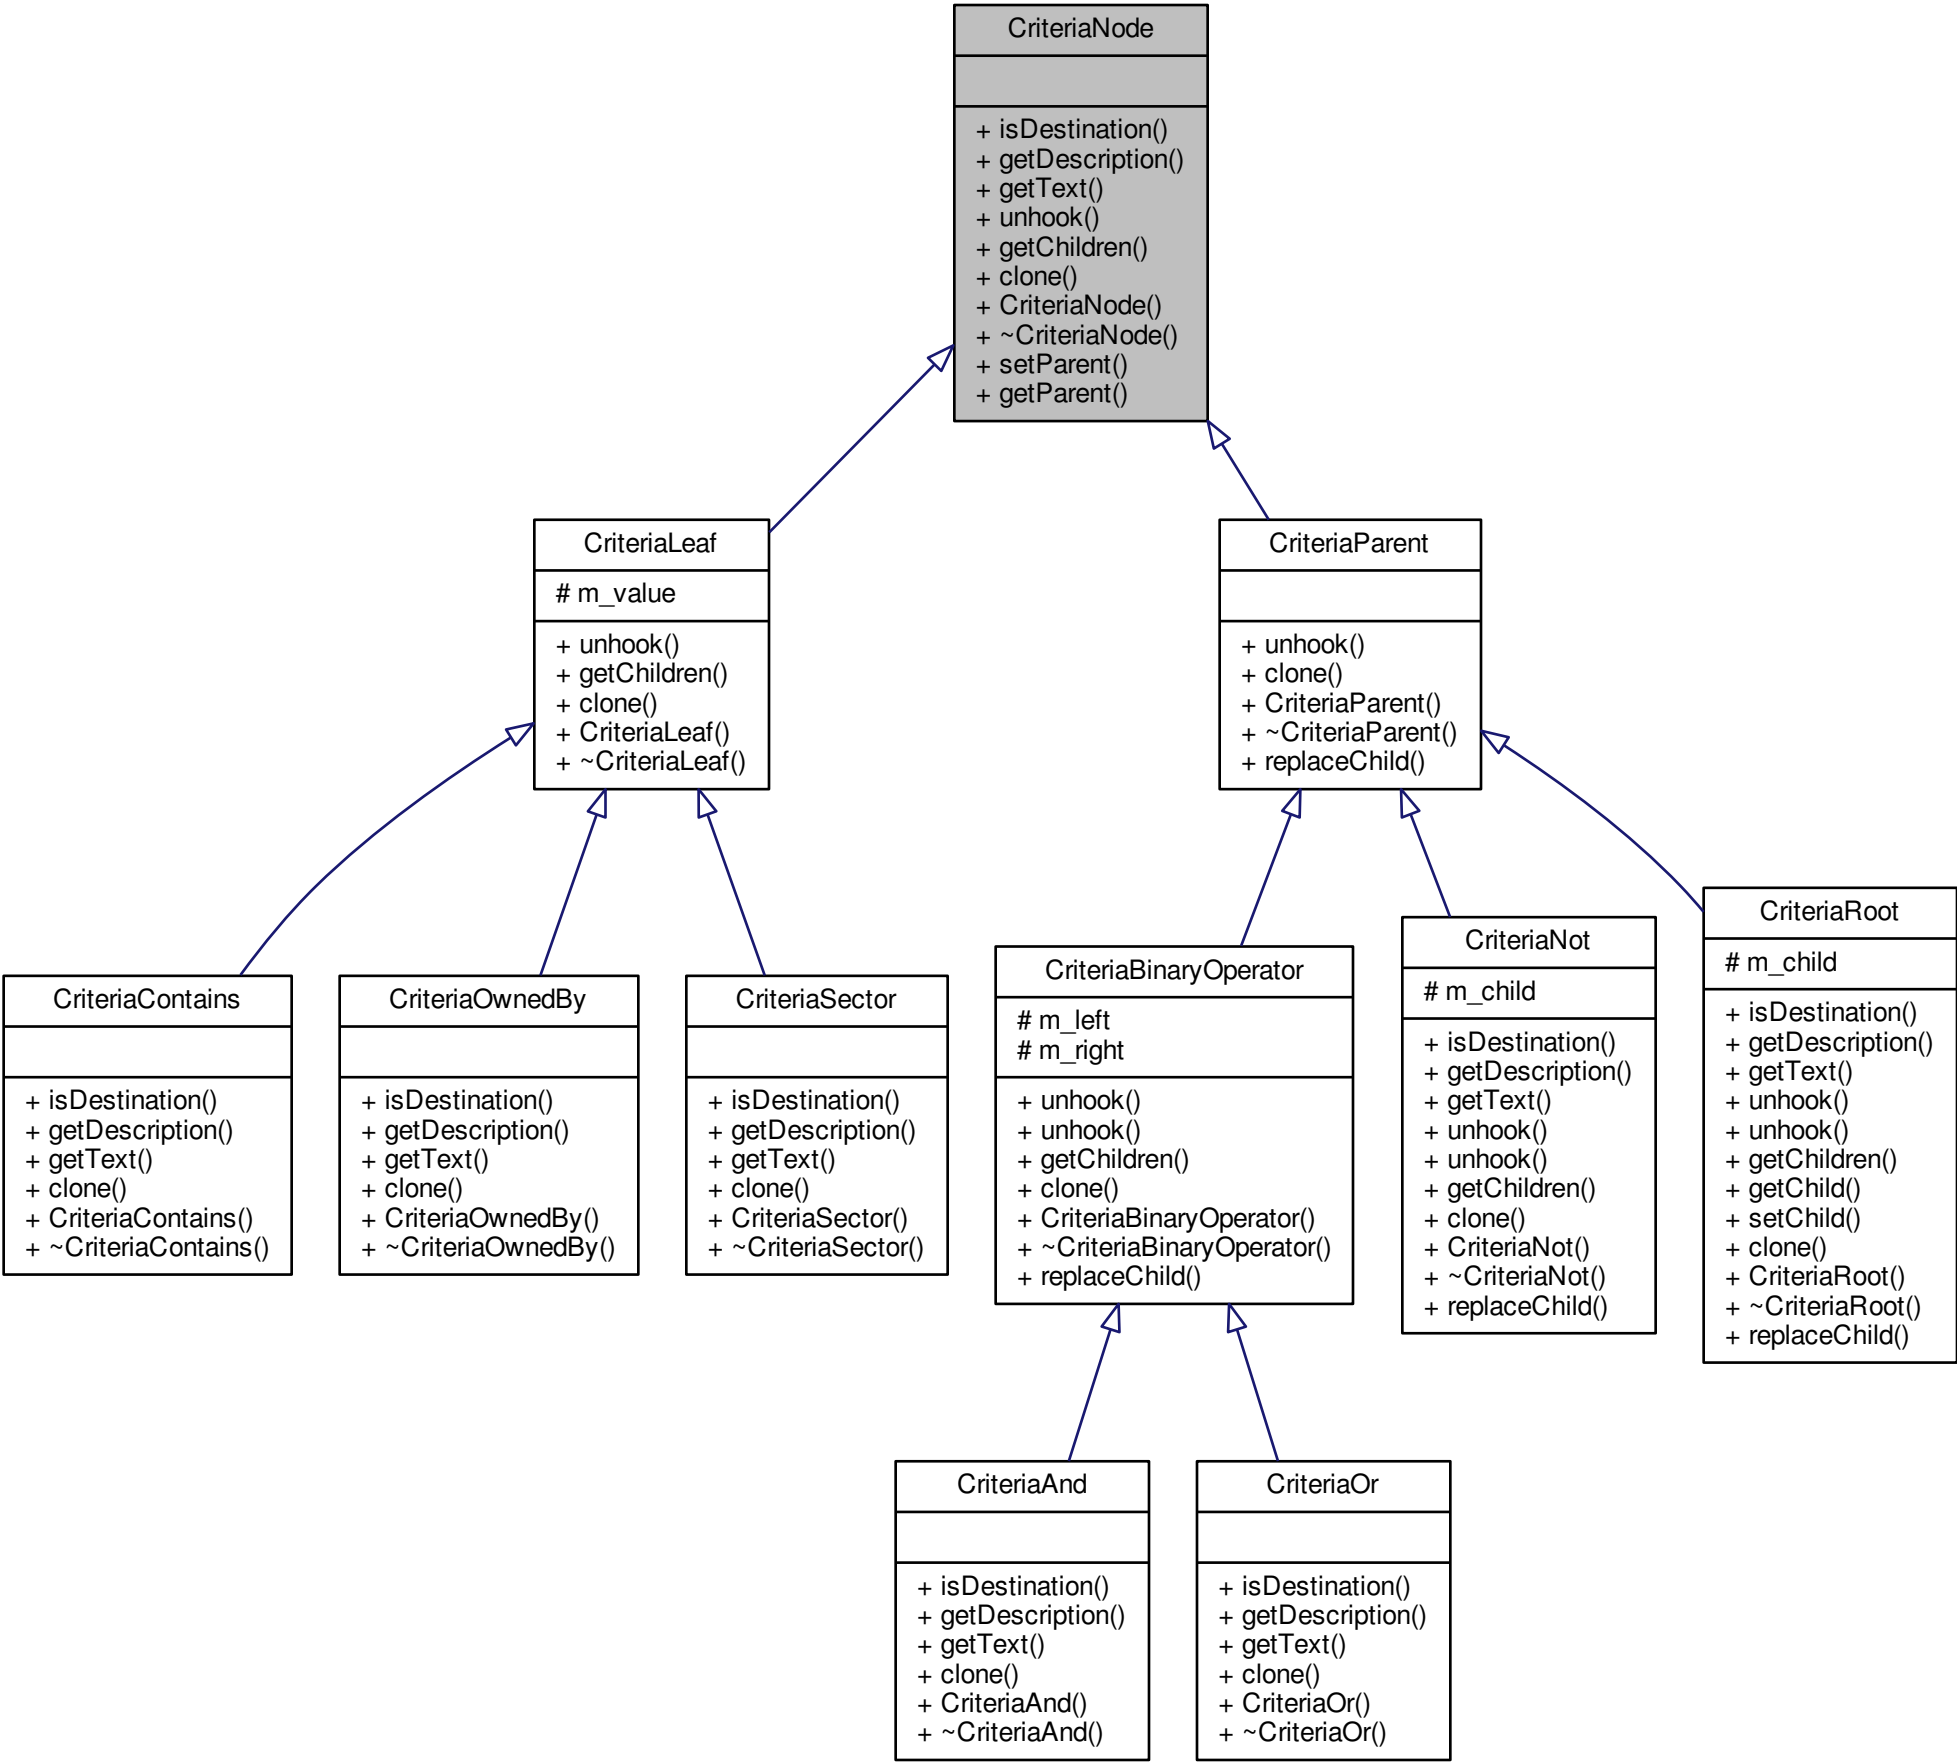 CriteriaNode
+ isDestination()
+ getDescription()
+ getText()
+ unhook()
+ getChildren()
+ clone()
+ CriteriaNode()
+ ~CriteriaNode()
+ setParent()
+ getParent()
CriteriaLeaf
# m_value
+ unhook()
+ getChildren()
+ clone()
+ CriteriaLeaf()
+ ~CriteriaLeaf()
CriteriaParent
+ unhook()
+ clone()
+ CriteriaParent()
+ ~CriteriaParent()
+ replaceChild()
CriteriaContains
+ isDestination()
+ getDescription()
+ getText()
+ clone()
+ CriteriaContains()
+ ~CriteriaContains()
CriteriaOwnedBy
+ isDestination()
+ getDescription()
+ getText()
+ clone()
+ CriteriaOwnedBy()
+ ~CriteriaOwnedBy()
CriteriaSector
+ isDestination()
+ getDescription()
+ getText()
+ clone()
+ CriteriaSector()
+ ~CriteriaSector()
CriteriaBinaryOperator
# m_left
# m_right
+ unhook()
+ unhook()
+ getChildren()
+ clone()
+ CriteriaBinaryOperator()
+ ~CriteriaBinaryOperator()
+ replaceChild()
CriteriaNot
# m_child
+ isDestination()
+ getDescription()
+ getText()
+ unhook()
+ unhook()
+ getChildren()
+ clone()
+ CriteriaNot()
+ ~CriteriaNot()
+ replaceChild()
CriteriaRoot
# m_child
+ isDestination()
+ getDescription()
+ getText()
+ unhook()
+ unhook()
+ getChildren()
+ getChild()
+ setChild()
+ clone()
+ CriteriaRoot()
+ ~CriteriaRoot()
+ replaceChild()
CriteriaAnd
+ isDestination()
+ getDescription()
+ getText()
+ clone()
+ CriteriaAnd()
+ ~CriteriaAnd()
CriteriaOr
+ isDestination()
+ getDescription()
+ getText()
+ clone()
+ CriteriaOr()
+ ~CriteriaOr()